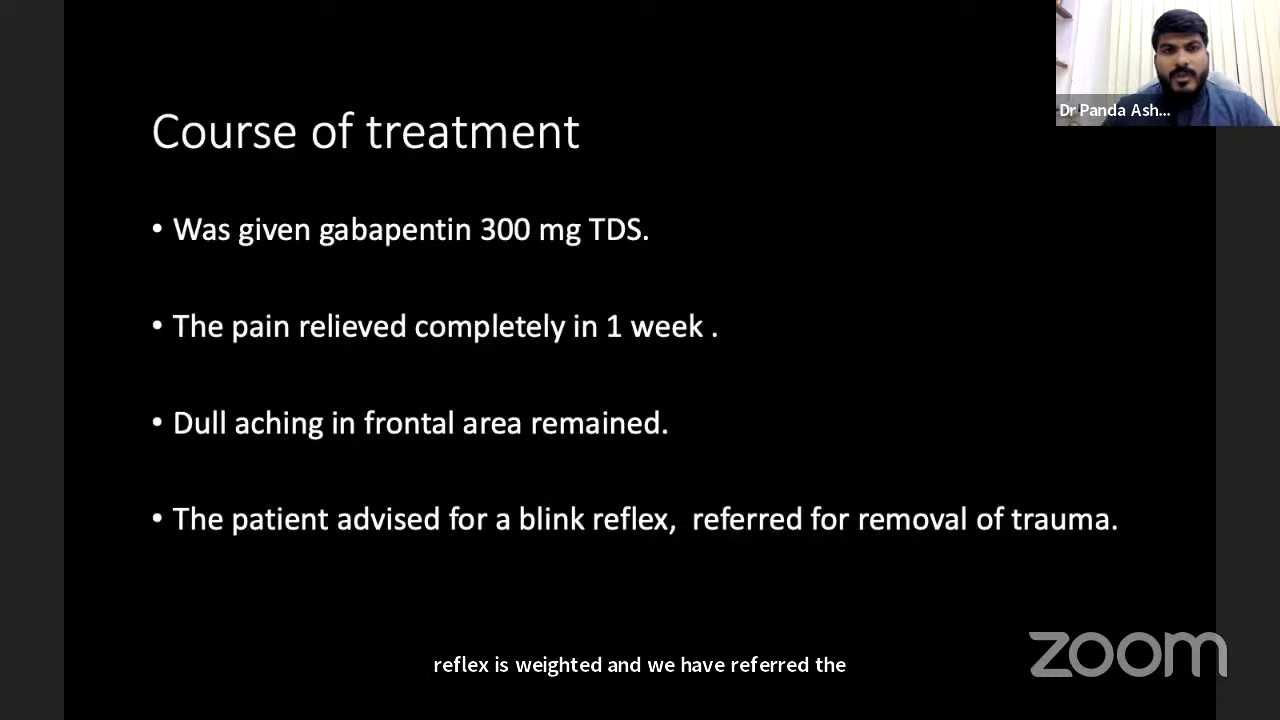 Dr Panda Ash...
Course of treatment
• Was given gabapentin 300 mg TDS.
• The pain relieved completely in 1 week .
• Dull aching in frontal area remained.
• The patient advised for a blink reflex,  referred for removal of trauma.
reflex is weighted and we have referred the
zoom